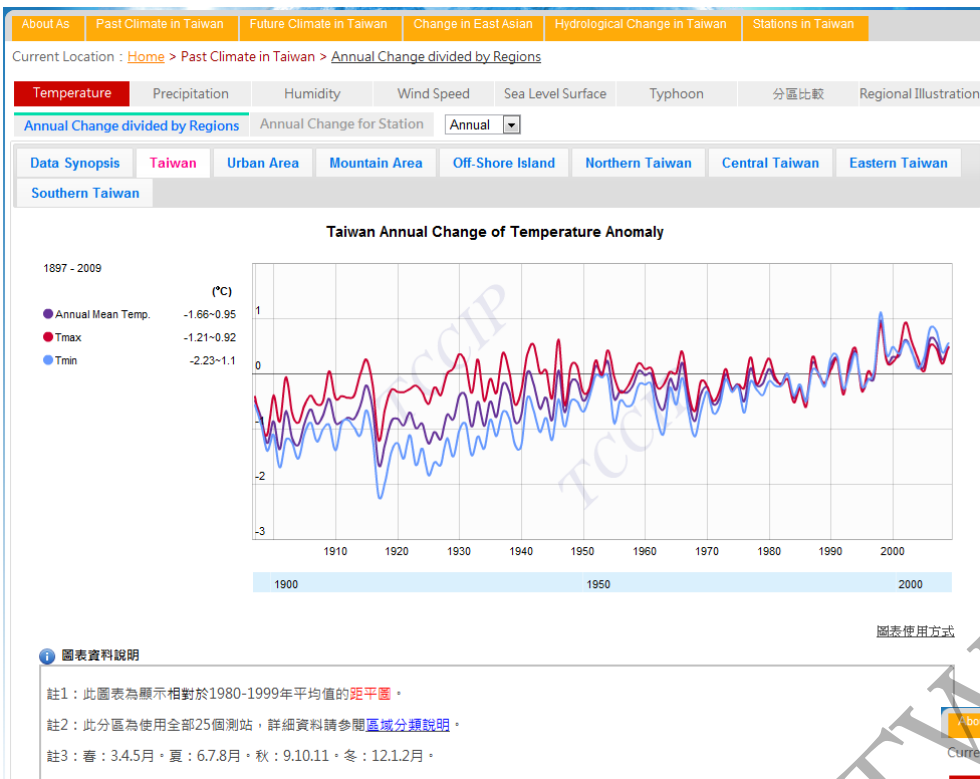 About As Past Climate in Taiwan Future Climate in Taiwan Change in East Asian Hydrological Change in Taiwan Stations in Taiwan
Current Location : Home > Past Climate in Taiwan > Annual Change divided by Regions
Temperature Precipitation Humidity Wind Speed Sea Level Surface Typhoon 分區比較 Regional Illustration
Annual Change divided by Regions Annual Change for Station Annual
Data Synopsis Taiwan Urban Area Mountain Area Off-Shore Island Northern Taiwan Central Taiwan Eastern Taiwan
Southern Taiwan
Taiwan Annual Change of Temperature Anomaly
1897 - 2009
(°C)
Annual Mean Temp. -1.66~0.95
Tmax -1.21~0.92
Tmin -2.23~1.1
1
0
-1
-2
-3
TCCIP
TCCIP
1910 1920 1930 1940 1950 1960 1970 1980 1990 2000
1900 1950 2000
圖表使用方式
圖表資料說明
註1：此圖表為顯示相對於1980-1999年平均值的距平圖。
註2：此分區為使用全部25個測站，詳細資料請參閱區域分類說明。
註3：春：3.4.5月。夏：6.7.8月。秋：9.10.11。冬：12.1.2月。